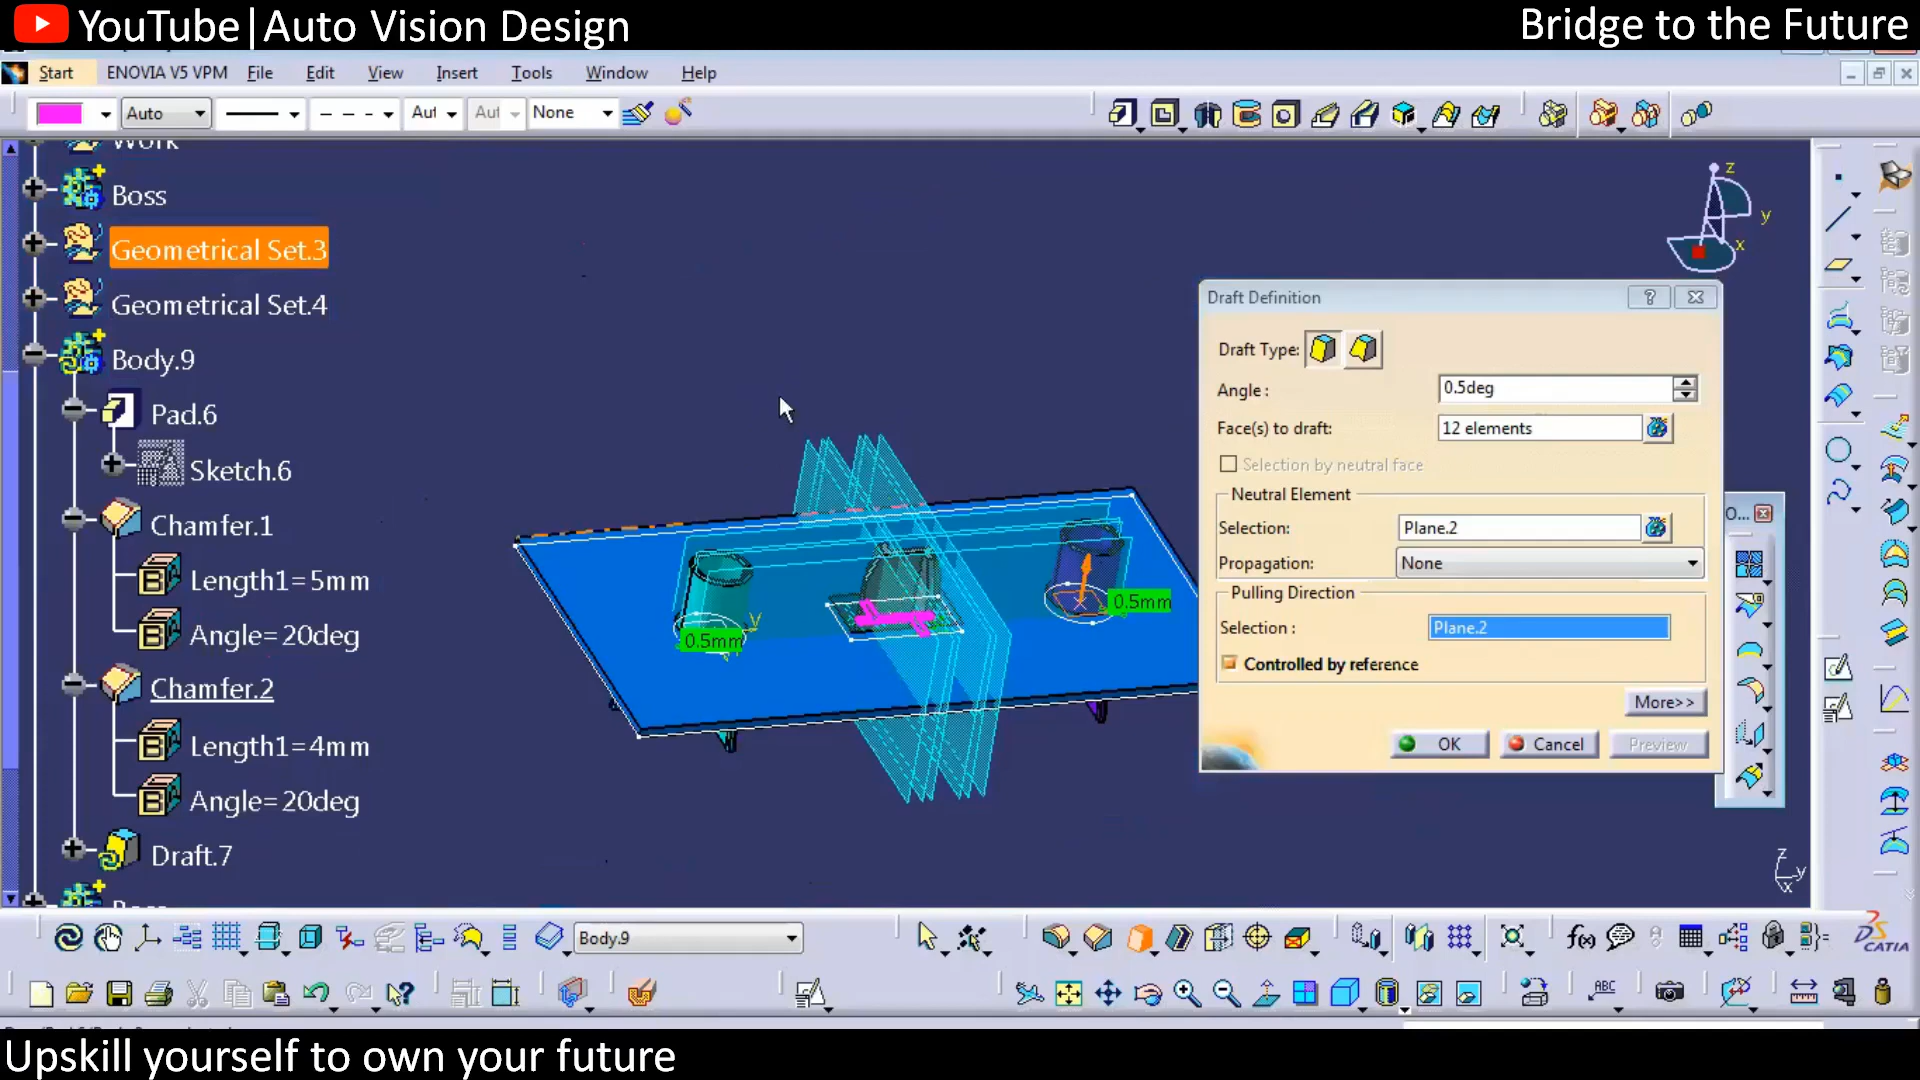 YouTube|Auto Vision Design
Bridge to the Future
Start ENOVIA V5 VPM File Edit View Insert Tools Window Help
Auto Aut Aut None
Work
Boss
Geometrical Set.3
Geometrical Set.4
Body.9
Pad.6
Sketch.6
Chamfer.1
Length1=5mm
Angle=20deg
Chamfer.2
Length1=4mm
Angle=20deg
Draft.7
z
y
x
0.5mm
0.5mm
y
Draft Definition
Draft Type:
Angle : 0.5deg
Face(s) to draft: 12 elements
Selection by neutral face
Neutral Element
Selection: Plane.2
Propagation: None
Pulling Direction
Selection : Plane.2
Controlled by reference
More>>
OK Cancel Preview
O...
z
y
x
Body.9
f(x)
ABC
CATIA
Upskill yourself to own your future